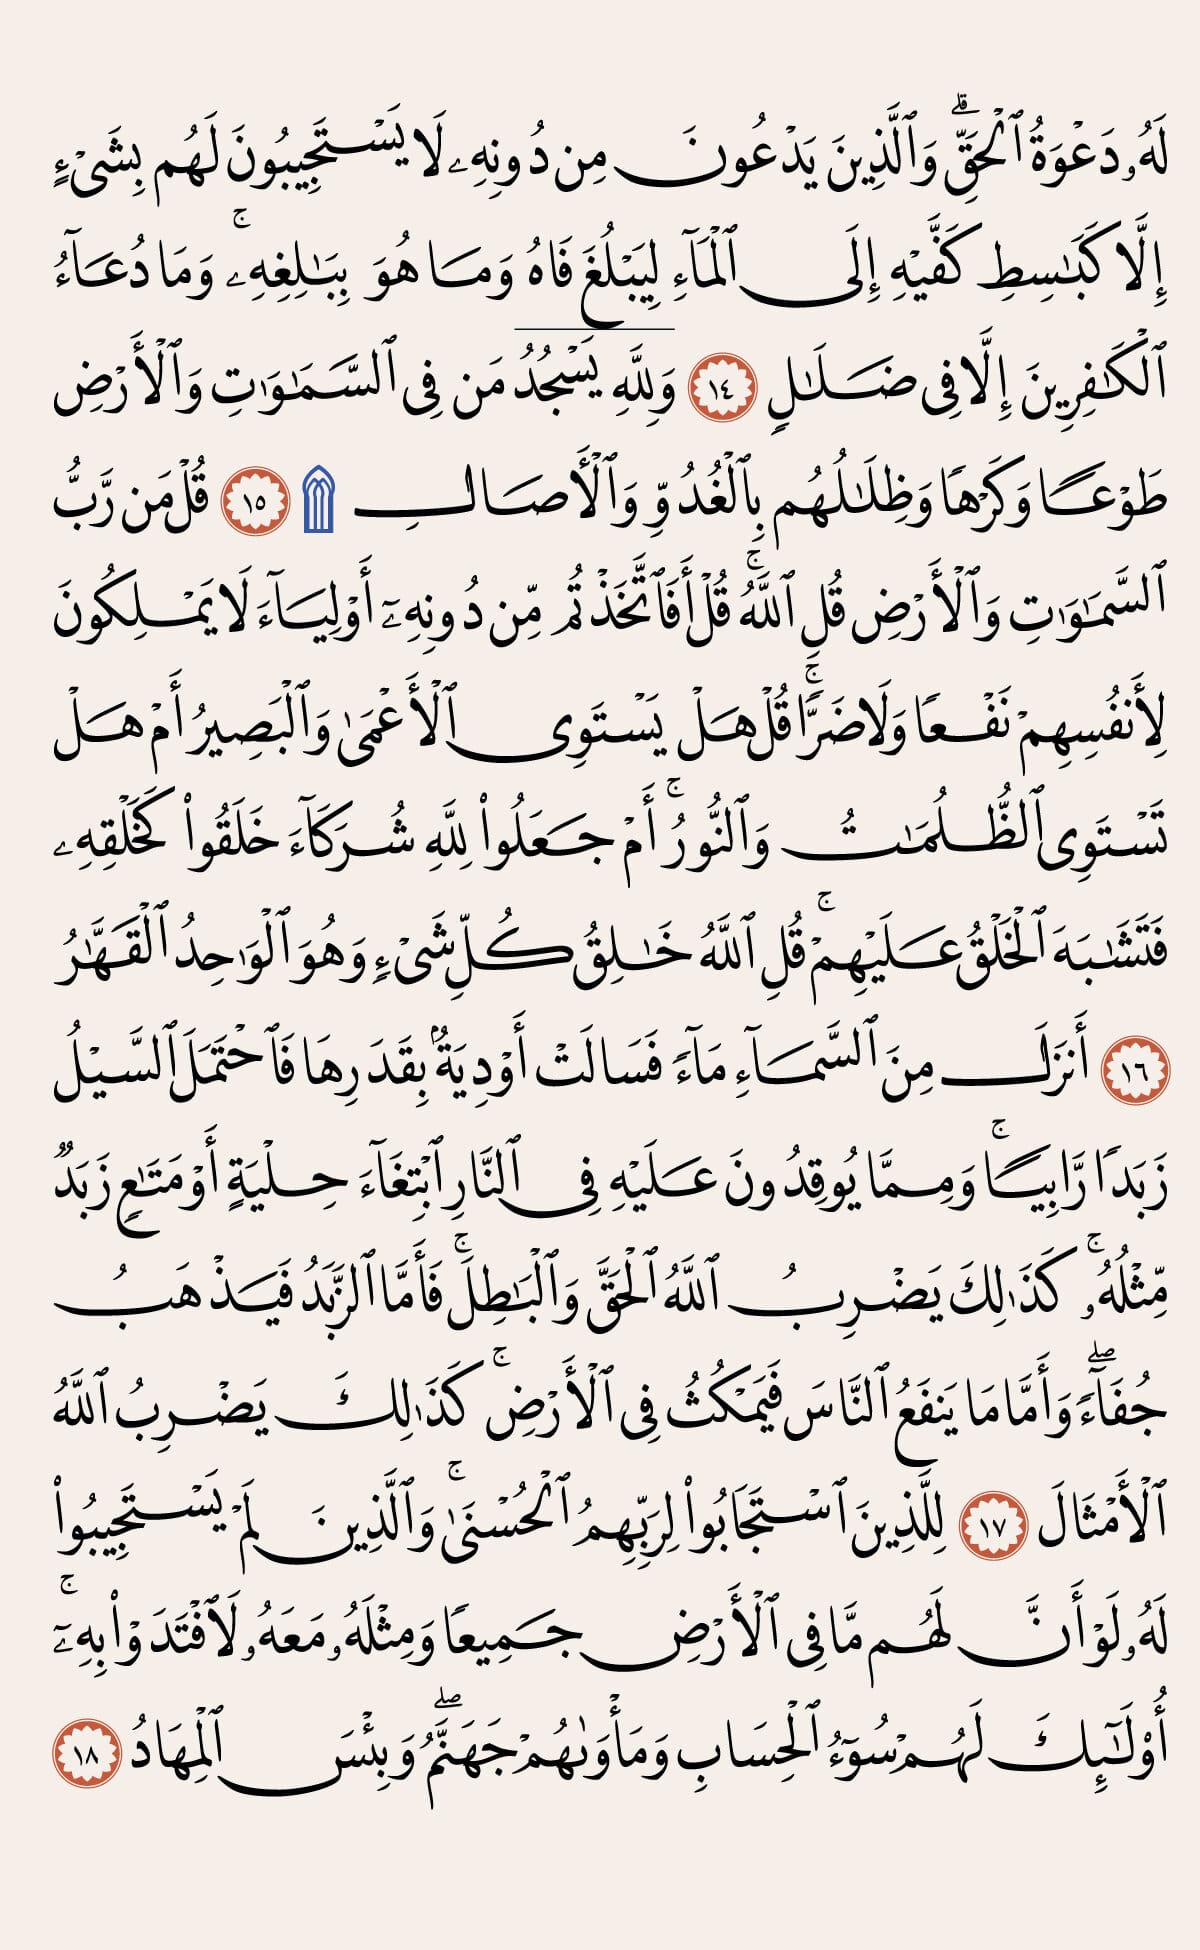 لَهُۥ دَعْوَةُ ٱلْحَقِّ ۖ وَٱلَّذِينَ يَدْعُونَ مِن دُونِهِۦ لَا يَسْتَجِيبُونَ لَهُم بِشَىْءٍ
إِلَّا كَبَـٰسِطِ كَفَّيْهِ إِلَى ٱلْمَآءِ لِيَبْلُغَ فَاهُ وَمَا هُوَ بِبَـٰلِغِهِۦ ۚ وَمَا دُعَآءُ
ٱلْكَـٰفِرِينَ إِلَّا فِى ضَلَـٰلٍ ١٤ وَلِلَّهِ يَسْجُدُ مَن فِى ٱلسَّمَـٰوَٰتِ وَٱلْأَرْضِ
طَوْعًا وَكَرْهًا وَظِلَـٰلُهُم بِٱلْغُدُوِّ وَٱلْأَصَالِ ۩ ١٥ قُلْ مَن رَّبُّ
ٱلسَّمَـٰوَٰتِ وَٱلْأَرْضِ قُلِ ٱللَّهُ ۚ قُلْ أَفَٱتَّخَذْتُم مِّن دُونِهِۦٓ أَوْلِيَآءَ لَا يَمْلِكُونَ
لِأَنفُسِهِمْ نَفْعًا وَلَا ضَرًّا ۚ قُلْ هَلْ يَسْتَوِى ٱلْأَعْمَىٰ وَٱلْبَصِيرُ أَمْ هَلْ
تَسْتَوِى ٱلظُّلُمَـٰتُ وَٱلنُّورُ ۚ أَمْ جَعَلُوا۟ لِلَّهِ شُرَكَآءَ خَلَقُوا۟ كَخَلْقِهِۦ
فَتَشَـٰبَهَ ٱلْخَلْقُ عَلَيْهِمْ ۚ قُلِ ٱللَّهُ خَـٰلِقُ كُلِّ شَىْءٍ وَهُوَ ٱلْوَٰحِدُ ٱلْقَهَّـٰرُ
١٦ أَنزَلَ مِنَ ٱلسَّمَآءِ مَآءً فَسَالَتْ أَوْدِيَةٌۢ بِقَدَرِهَا فَٱحْتَمَلَ ٱلسَّيْلُ
زَبَدًا رَّابِيًا ۚ وَمِمَّا يُوقِدُونَ عَلَيْهِ فِى ٱلنَّارِ ٱبْتِغَآءَ حِلْيَةٍ أَوْ مَتَـٰعٍ زَبَدٌ
مِّثْلُهُۥ ۚ كَذَٰلِكَ يَضْرِبُ ٱللَّهُ ٱلْحَقَّ وَٱلْبَـٰطِلَ ۚ فَأَمَّا ٱلزَّبَدُ فَيَذْهَبُ
جُفَآءً ۖ وَأَمَّا مَا يَنفَعُ ٱلنَّاسَ فَيَمْكُثُ فِى ٱلْأَرْضِ ۚ كَذَٰلِكَ يَضْرِبُ ٱللَّهُ
ٱلْأَمْثَالَ ١٧ لِلَّذِينَ ٱسْتَجَابُوا۟ لِرَبِّهِمُ ٱلْحُسْنَىٰ ۚ وَٱلَّذِينَ لَمْ يَسْتَجِيبُوا۟
لَهُۥ لَوْ أَنَّ لَهُم مَّا فِى ٱلْأَرْضِ جَمِيعًا وَمِثْلَهُۥ مَعَهُۥ لَٱفْتَدَوْا۟ بِهِۦٓ ۚ
أُو۟لَـٰٓئِكَ لَهُمْ سُوٓءُ ٱلْحِسَابِ وَمَأْوَىٰهُمْ جَهَنَّمُ ۖ وَبِئْسَ ٱلْمِهَادُ ١٨